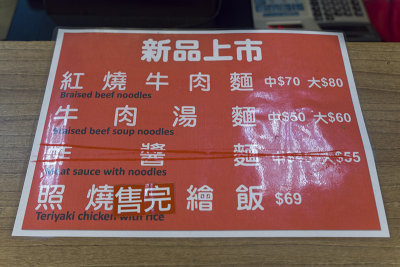 新品上市
紅燒牛肉麵 中$70 大$80
Braised beef noodles
牛肉湯麵 中$50 大$60
Braised beef soup noodles
醬麵 大$55
Meat sauce with noodles
照燒售完燴飯 $69
Teriyaki chicken with rice